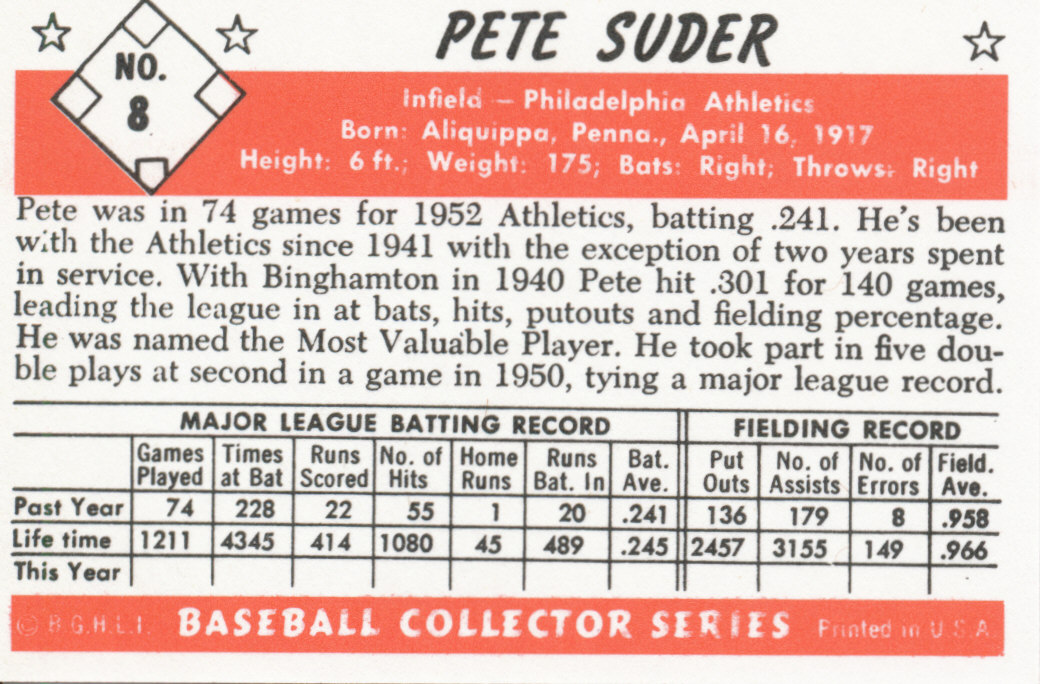 PETE SUDER
NO.
8
Infield — Philadelphia Athletics
Born: Aliquippa, Penna., April 16, 1917
Height: 6 ft.; Weight: 175; Bats: Right; Throws: Right
Pete was in 74 games for 1952 Athletics, batting .241. He's been
with the Athletics since 1941 with the exception of two years spent
in service. With Binghamton in 1940 Pete hit .301 for 140 games,
leading the league in at bats, hits, putouts and fielding percentage.
He was named the Most Valuable Player. He took part in five dou-
ble plays at second in a game in 1950, tying a major league record.
MAJOR LEAGUE BATTING RECORD FIELDING RECORD
Games Times Runs No. of Home Runs Bat. Put No. of No. of Field.
Played at Bat Scored Hits Runs Bat. In Ave. Outs Assists Errors Ave.
Past Year 74 228 22 55 1 20 .241 136 179 8 .958
Life time 1211 4345 414 1080 45 489 .245 2457 3155 149 .966
This Year
© B.G.H.L.I. BASEBALL COLLECTOR SERIES Printed in U.S.A.